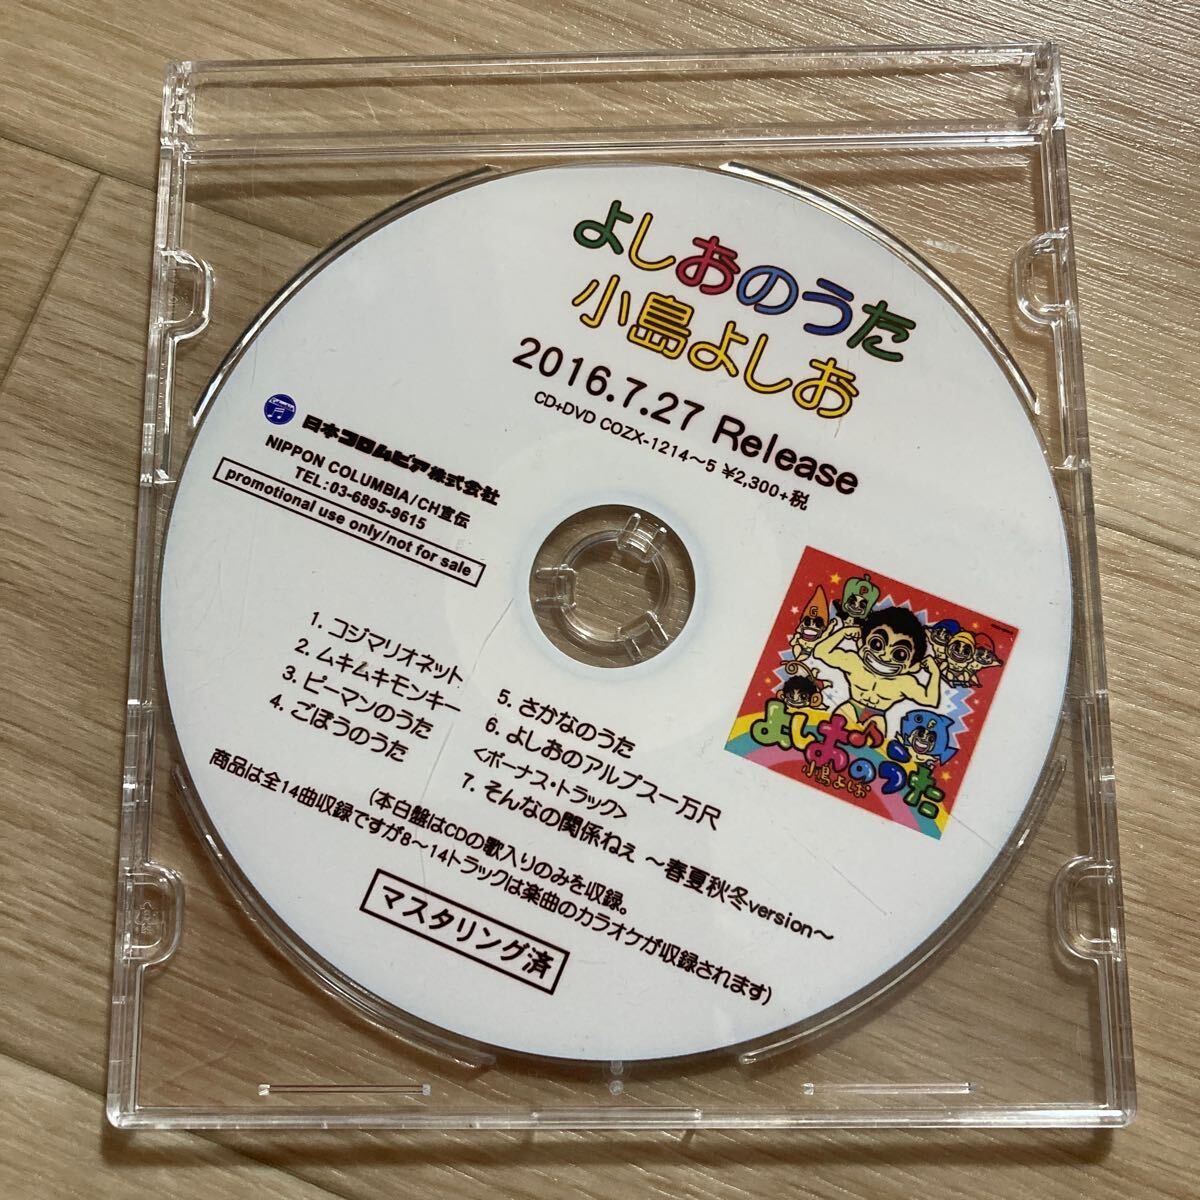 よしおのうた
小島よしお
2016.7.27 Release
CD+DVD COZX-1214～5 ¥2,300+税
日本コロムビア株式会社
NIPPON COLUMBIA/CH宣伝
TEL:03-6895-9615
promotional use only/not for sale
1. コジマリオネット
2. ムキムキモンキー
3. ピーマンのうた
4. ごぼうのうた
5. さかなのうた
6. よしおのアルプス一万尺
<ボーナス・トラック>
7. そんなの関係ねぇ ～春夏秋冬version～
(本白盤はCDの歌入りのみを収録。
商品は全14曲収録ですが8～14トラックは楽曲のカラオケが収録されます)
マスタリング済
G
P
F
よしおのうた
小島よしお